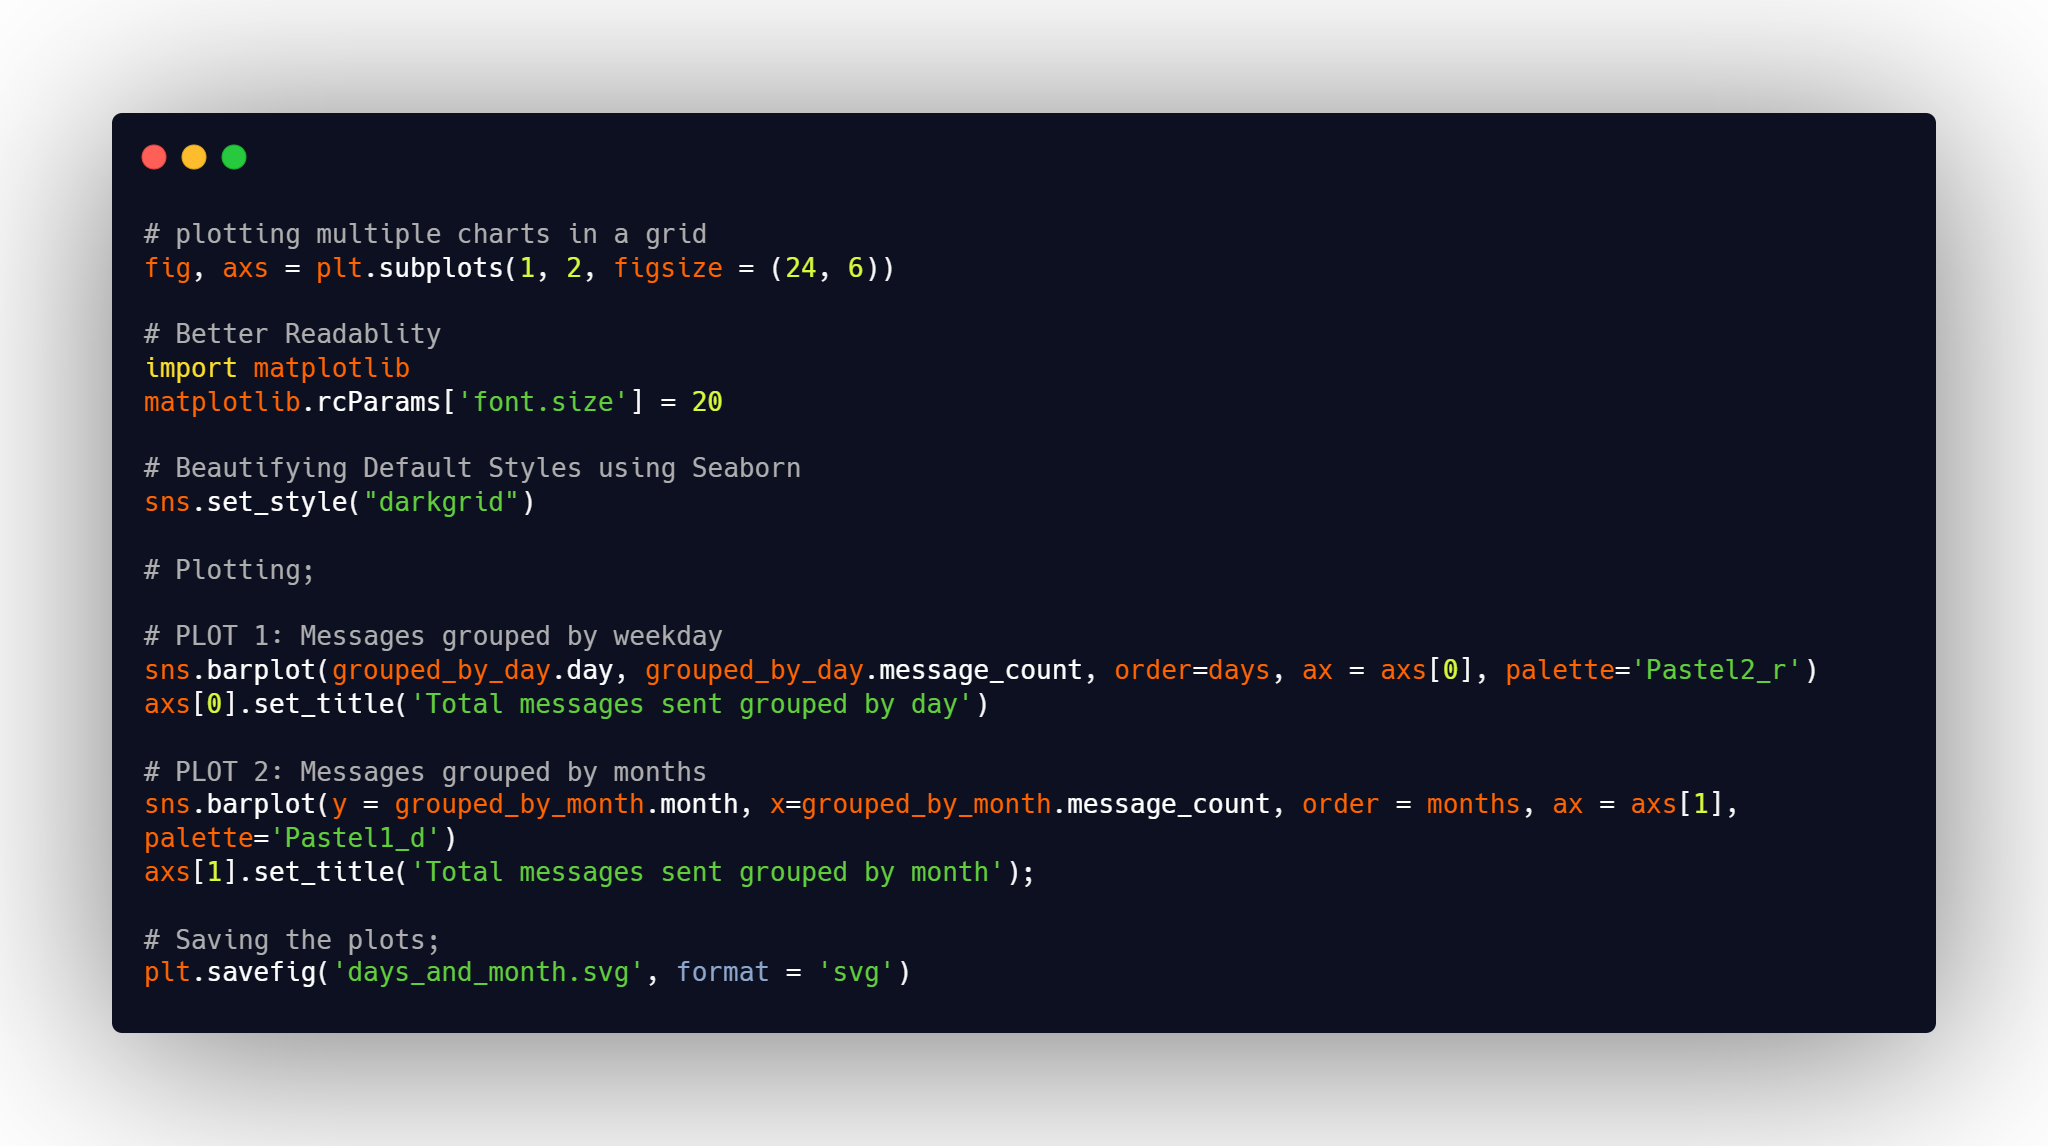 # plotting multiple charts in a grid
fig, axs = plt.subplots(1, 2, figsize = (24, 6))
# Better Readablity
import matplotlib
matplotlib.rcParams['font.size'] = 20
# Beautifying Default Styles using Seaborn
sns.set_style("darkgrid")
# Plotting;
# PLOT 1: Messages grouped by weekday
sns.barplot(grouped_by_day.day, grouped_by_day.message_count, order=days, ax = axs[0], palette='Pastel2_r')
axs[0].set_title('Total messages sent grouped by day')
# PLOT 2: Messages grouped by months
sns.barplot(y = grouped_by_month.month, x=grouped_by_month.message_count, order = months, ax = axs[1],
palette='Pastel1_d')
axs[1].set_title('Total messages sent grouped by month');
# Saving the plots;
plt.savefig('days_and_month.svg', format = 'svg')